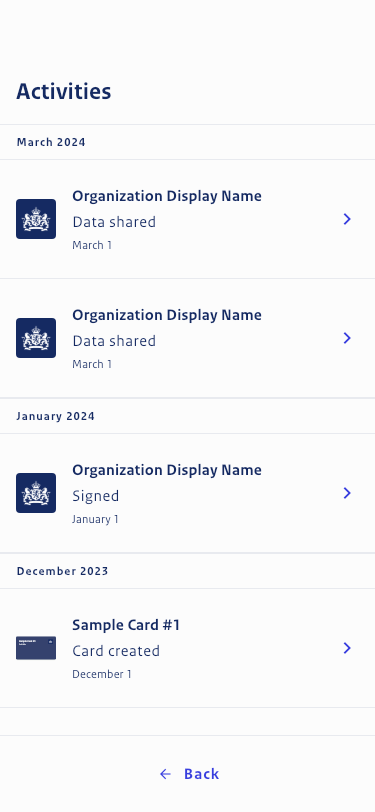 Activities
March 2024
Organization Display Name
Data shared
March 1
Organization Display Name
Data shared
March 1
January 2024
Organization Display Name
Signed
January 1
December 2023
Sample Card #1
Card created
December 1
Back